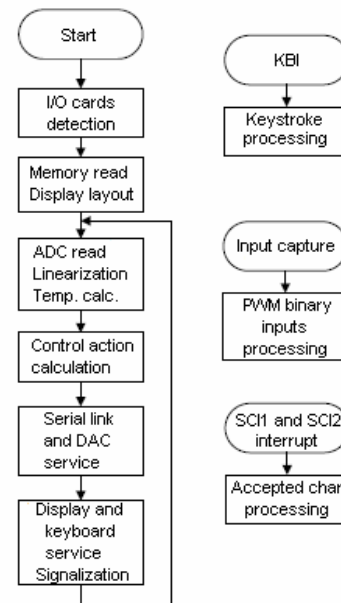 Start
I/O cards
detection
Memory read
Display layout
ADC read
Linearization
Temp. calc.
Control action
calculation
Serial link
and DAC
service
Display and
keyboard
service
Signalization
KBI
Keystroke
processing
Input capture
PWM binary
inputs
processing
SCI1 and SCI2
interrupt
Accepted char
processing